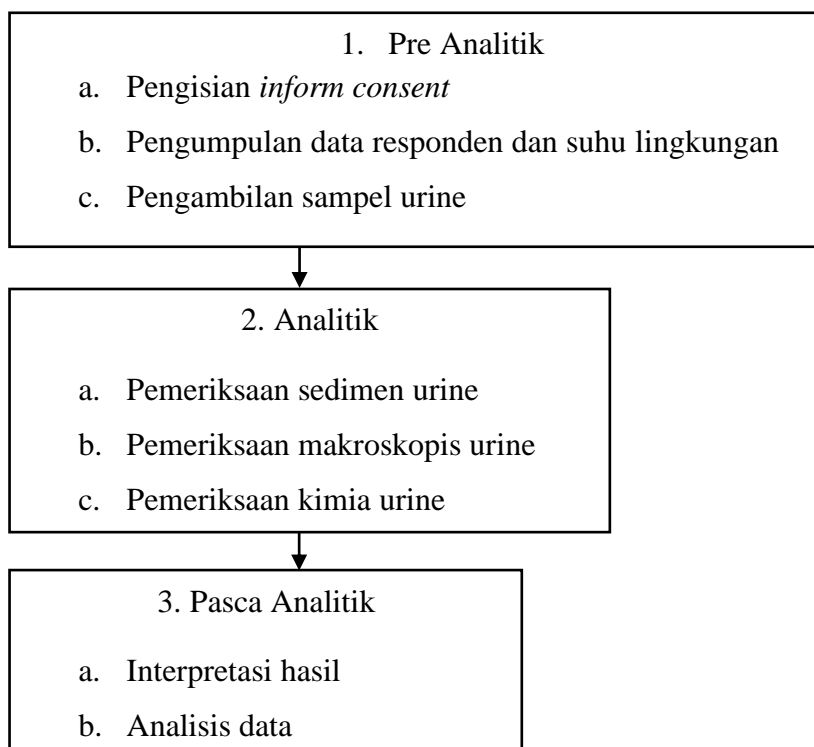 1. Pre Analitik
a. Pengisian inform consent
b. Pengumpulan data responden dan suhu lingkungan
c. Pengambilan sampel urine
2. Analitik
a. Pemeriksaan sedimen urine
b. Pemeriksaan makroskopis urine
c. Pemeriksaan kimia urine
3. Pasca Analitik
a. Interpretasi hasil
b. Analisis data